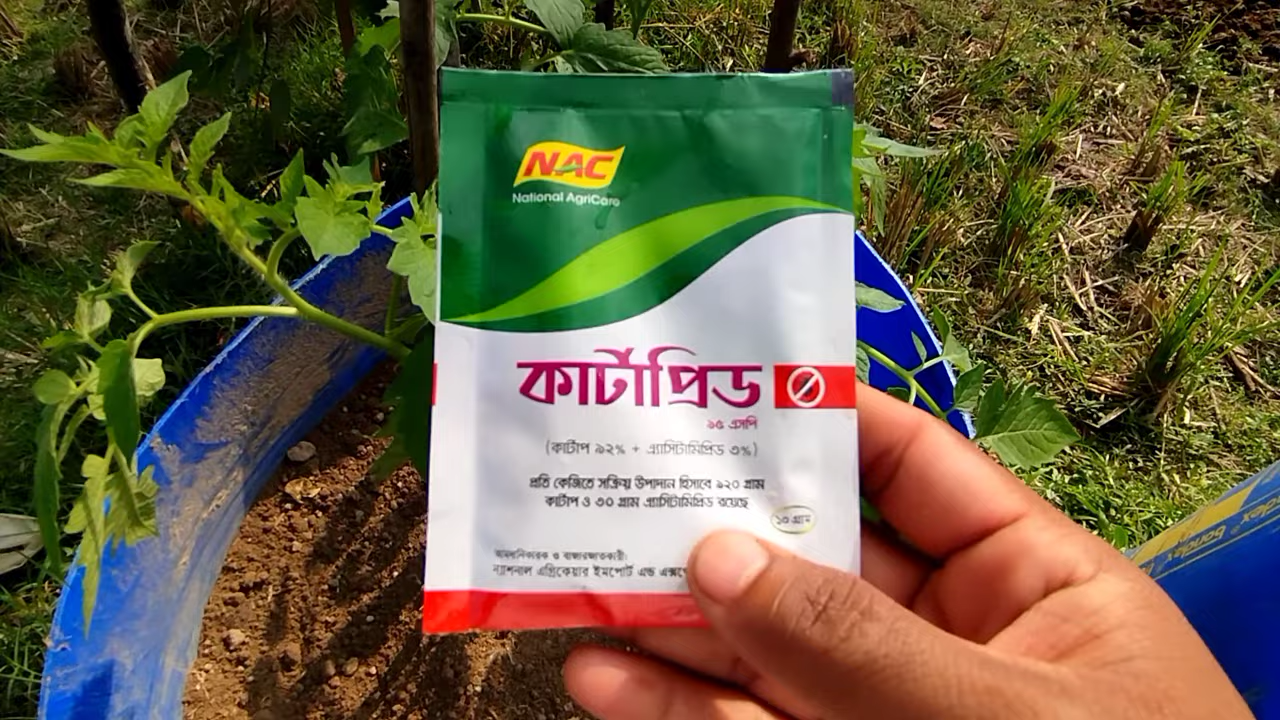 NAC
National AgriCare
কার্টাপ্রিড
৯৫ এসপি
(কার্টাপ ৯২% + এ্যাসিটামিপ্রিড ৩%)
প্রতি কেজিতে সক্রিয় উপাদান হিসাবে ৯২০ গ্রাম
কার্টাপ ও ৩০ গ্রাম এ্যাসিটামিপ্রিড রয়েছে
১০ গ্রাম
আমদানিকারক ও বাজারজাতকারী:
ন্যাশনাল এগ্রিকেয়ার ইমপোর্ট এন্ড